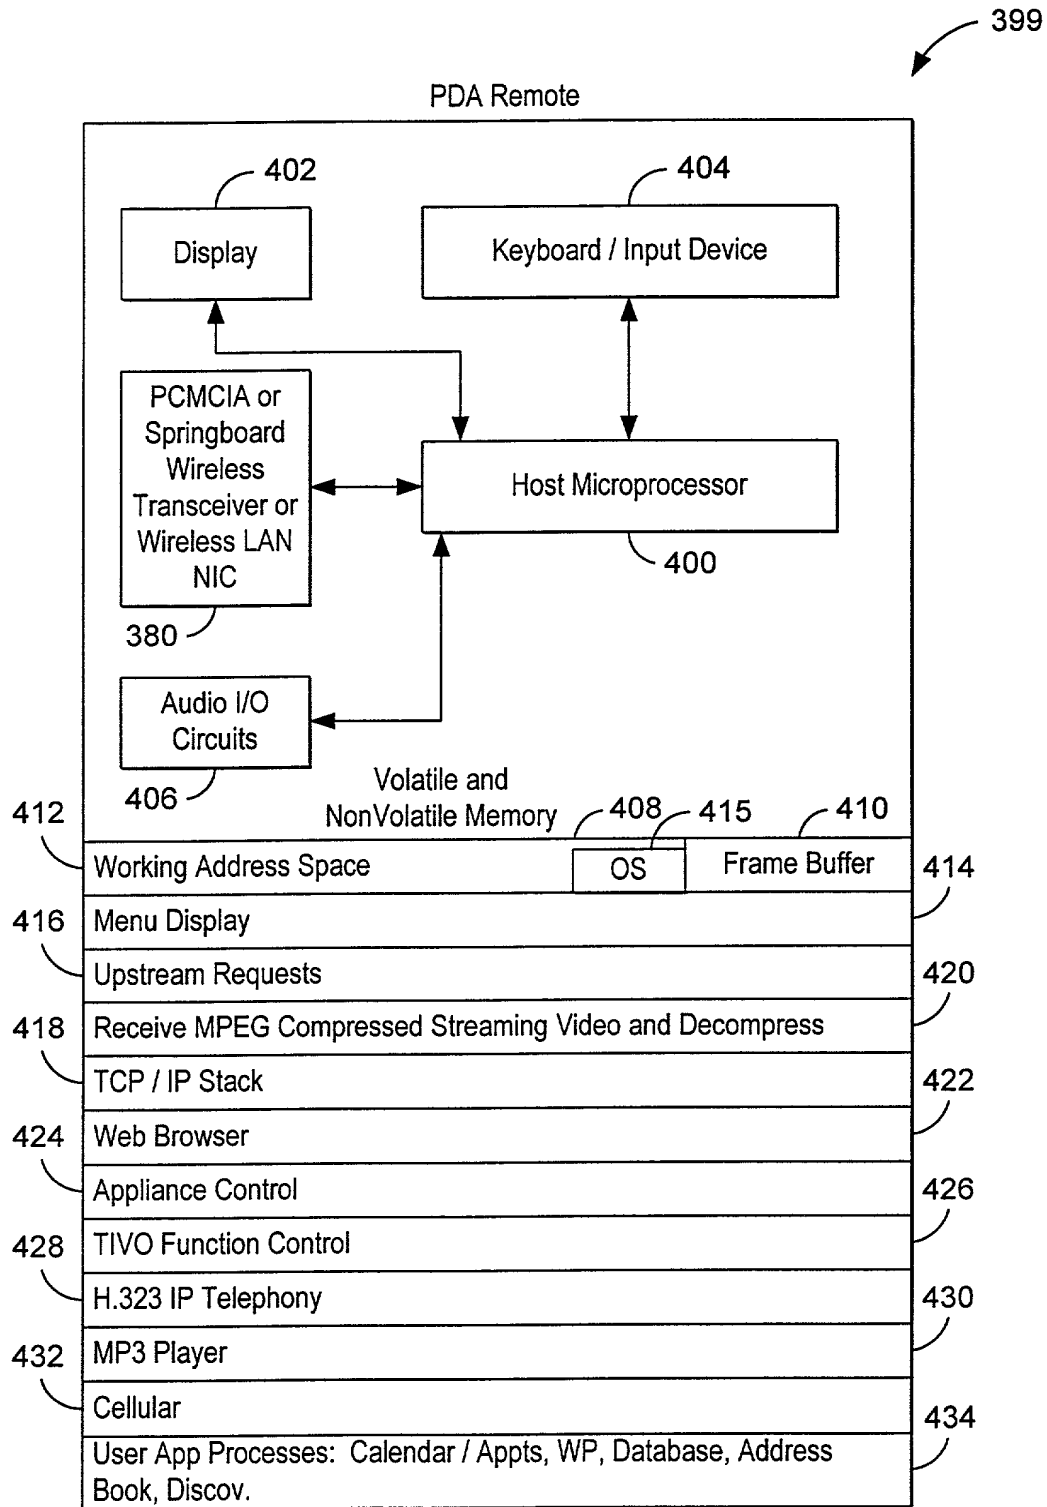 399
PDA Remote
402
404
Display
Keyboard / Input Device
PCMCIA or
Springboard
Wireless
Transceiver or
Wireless LAN
NIC
Host Microprocessor
400
380
Audio I/O
Circuits
406
Volatile and
NonVolatile Memory
412
408
415
410
Working Address Space
OS
Frame Buffer
414
416
Menu Display
Upstream Requests
420
418
Receive MPEG Compressed Streaming Video and Decompress
TCP / IP Stack
422
424
Web Browser
Appliance Control
426
428
TIVO Function Control
H.323 IP Telephony
430
432
MP3 Player
Cellular
434
User App Processes: Calendar / Appts, WP, Database, Address
Book, Discov.